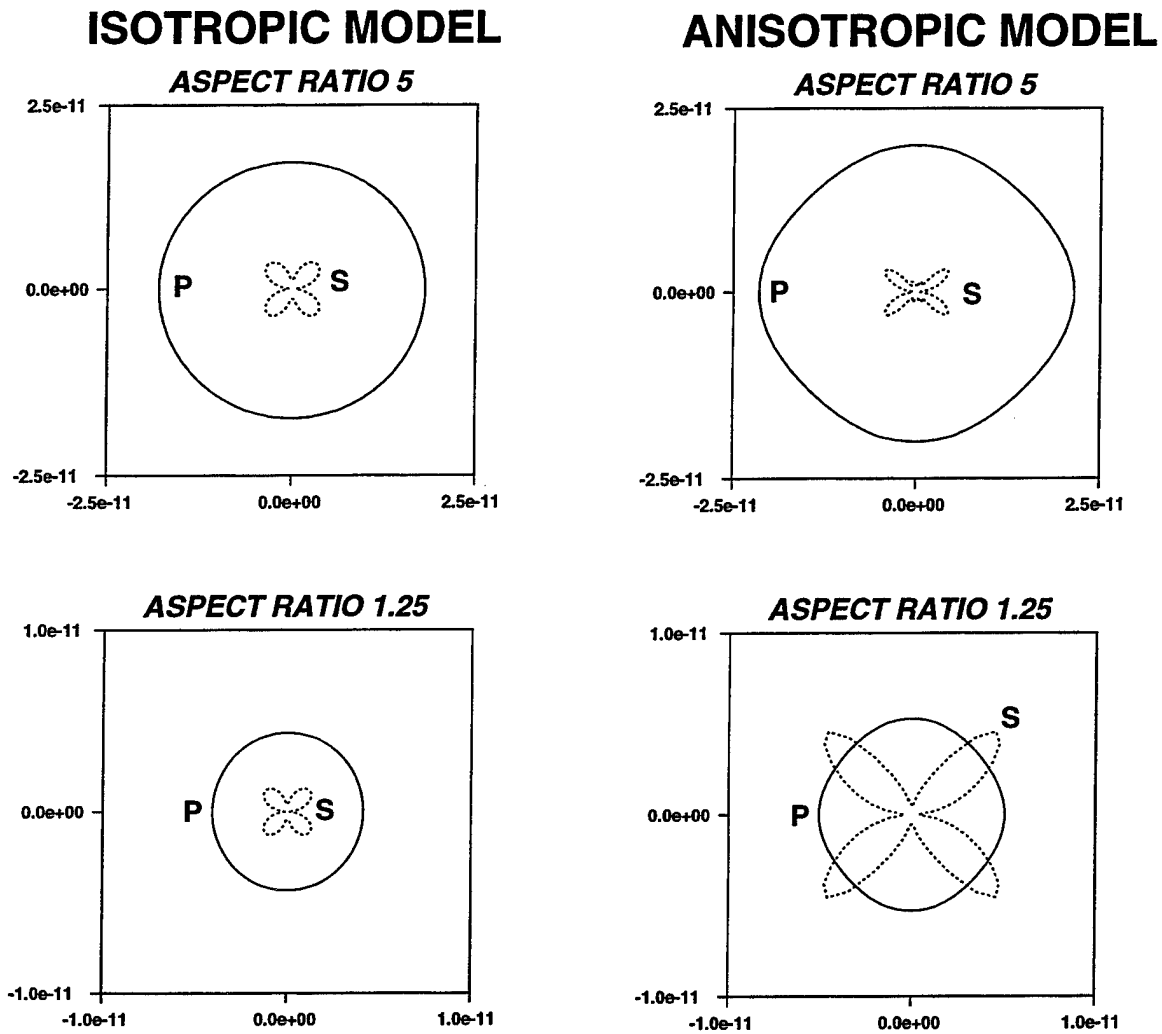 ISOTROPIC MODEL
ASPECT RATIO 5
2.5e-11
0.0e+00
-2.5e-11
-2.5e-11 0.0e+00 2.5e-11
P
S
ANISOTROPIC MODEL
ASPECT RATIO 5
2.5e-11
0.0e+00
-2.5e-11
-2.5e-11 0.0e+00 2.5e-11
P
S
ASPECT RATIO 1.25
1.0e-11
0.0e+00
-1.0e-11
-1.0e-11 0.0e+00 1.0e-11
P
S
ASPECT RATIO 1.25
1.0e-11
0.0e+00
-1.0e-11
-1.0e-11 0.0e+00 1.0e-11
P
S